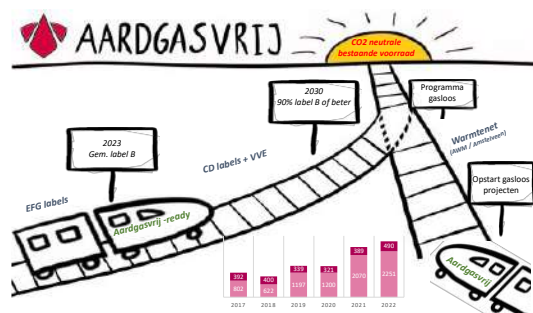 AARDGASVRIJ
CO2 neutrale
bestaande voorraad
2030
90% label B of beter
Programma
gasloos
2023
Gem. label B
CD labels + VVE
Warmtenet
(AWM / Amstelveen)
Opstart gasloos
projecten
EFG labels
Aardgasvrij -ready
Aardgasvrij
392
400
339
321
389
490
802
622
1197
1200
2070
2251
2017
2018
2019
2020
2021
2022